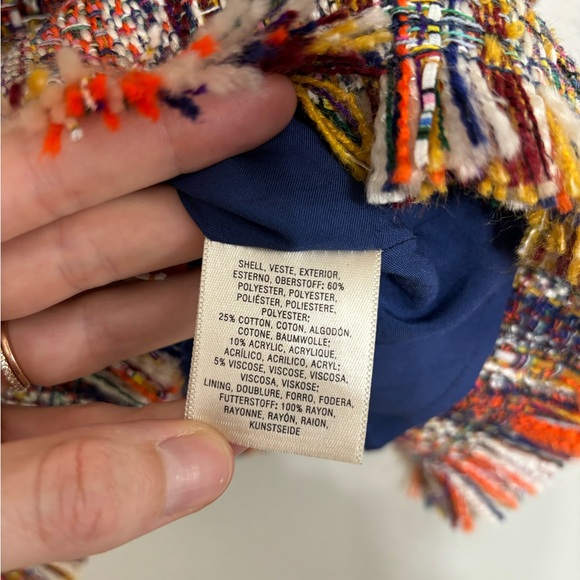 SHELL, VESTE, EXTERIOR,
ESTERNO, OBERSTOFF: 60%
POLYESTER, POLYESTER,
POLIÉSTER, POLIESTERE,
POLYESTER;
25% COTTON, COTON, ALGODÓN,
COTONE, BAUMWOLLE;
10% ACRYLIC, ACRYLIQUE,
ACRÍLICO, ACRILICO, ACRYL;
5% VISCOSE, VISCOSE, VISCOSA,
VISCOSA, VISKOSE;
LINING, DOUBLURE, FORRO, FODERA,
FUTTERSTOFF: 100% RAYON,
RAYONNE, RAYÓN, RAION,
KUNSTSEIDE